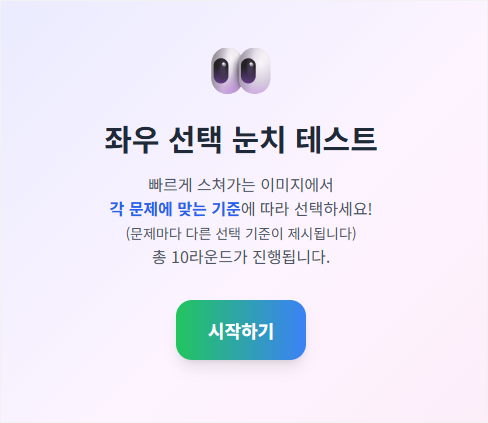 좌우 선택 눈치 테스트
빠르게 스쳐가는 이미지에서
각 문제에 맞는 기준에 따라 선택하세요!
(문제마다 다른 선택 기준이 제시됩니다)
총 10라운드가 진행됩니다.
시작하기